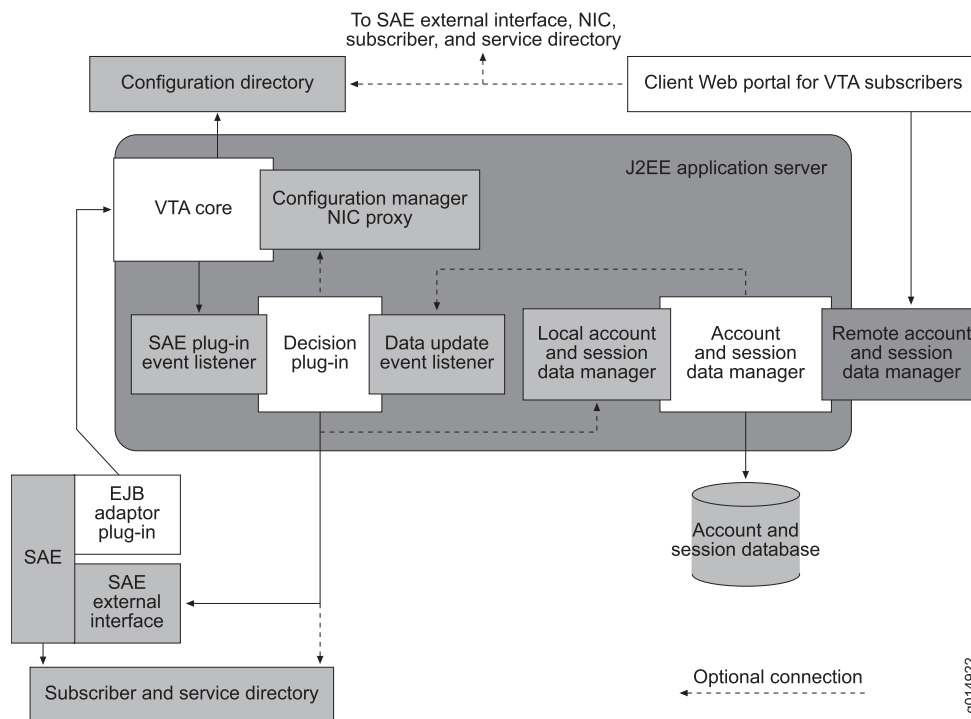 To SAE external interface, NIC,
subscriber, and service directory
Configuration directory
Client Web portal for VTA subscribers
J2EE application server
VTA core
Configuration manager
NIC proxy
SAE plug-in
event listener
Decision
plug-in
Data update
event listener
Local account
and session
data manager
Account
and session
data manager
Remote account
and session
data manager
EJB
adaptor
plug-in
SAE
SAE
external
interface
Account and
session database
Subscriber and service directory
Optional connection
g014922